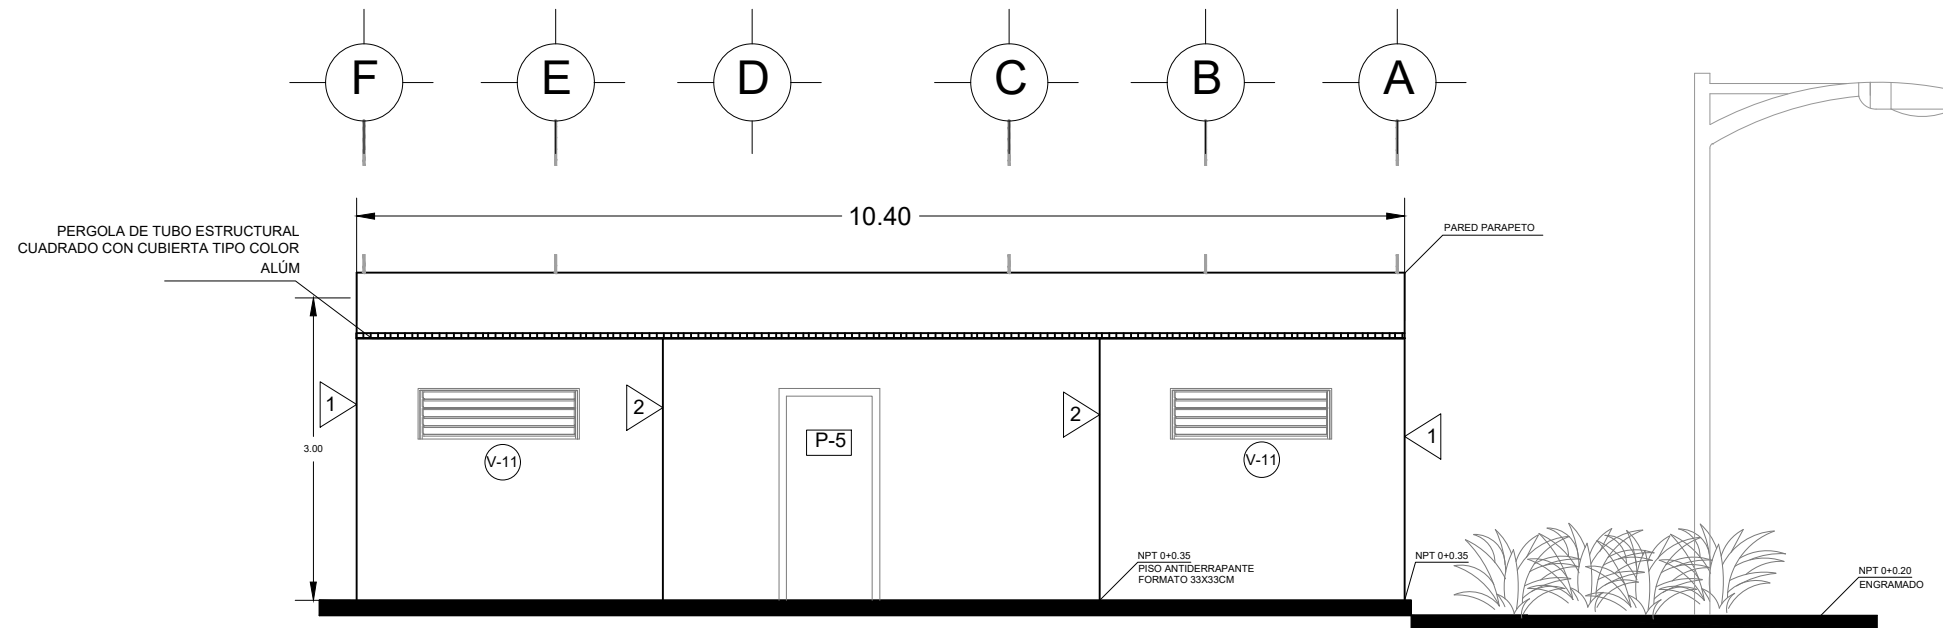 F
E
D
C
B
A
10.40
PERGOLA DE TUBO ESTRUCTURAL
CUADRADO CON CUBIERTA TIPO COLOR
ALÚM
PARED PARAPETO
1
2
2
1
3.00
P-5
V-11
V-11
NPT 0+0.35
PISO ANTIDERRAPANTE
FORMATO 33X33CM
NPT 0+0.35
NPT 0+0.20
ENGRAMADO